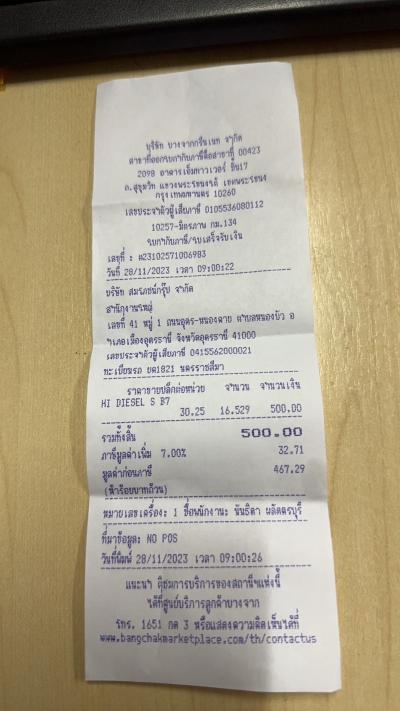 บริษัท บางจากกรีนเนท จำกัด
สาขาที่ออกใบกำกับภาษีคือสาขาที่ 00423
2098 อาคารเอ็มทาวเวอร์ ชั้น17
ถ.สุขุมวิท แขวงพระโขนงใต้ เขตพระโขนง
กรุงเทพมหานคร 10260
เลขประจำตัวผู้เสียภาษี 0105536080112
10257-มิตรภาพ กม.134
ใบกำกับภาษี/ใบเสร็จรับเงิน
เลขที่ : A23102571006983
วันที่ 28/11/2023 เวลา 09:00:22
บริษัท สมรภชน์กรุ๊ป จำกัด
สำนักงานใหญ่
เลขที่ 41 หมู่ 1 ถนนอุดร-หนองฉาย ตำบลหนองบัว อ
ำเภอเมืองอุดรธานี จังหวัดอุดรธานี 41000
เลขประจำตัวผู้เสียภาษี 0415562000021
ทะเบียนรถ ยค1821 นครราชสีมา
ราคาขายปลีกต่อหน่วย จำนวน จำนวนเงิน
HI DIESEL S B7
30.25 16.529 500.00
รวมทั้งสิ้น 500.00
ภาษีมูลค่าเพิ่ม 7.00% 32.71
มูลค่าก่อนภาษี 467.29
(ห้าร้อยบาทถ้วน)
หมายเลขเครื่อง: 1 ชื่อพนักงาน: นันธิดา ผลิตครบุรี
ที่มาข้อมูล: NO POS
วันที่พิมพ์ 28/11/2023 เวลา 09:00:26
แนะนำ ติชมการบริการของสถานีฯแห่งนี้
ได้ที่ศูนย์บริการลูกค้าบางจาก
โทร. 1651 กด 3 หรือแสดงความคิดเห็นได้ที่
www.bangchakmarketplace.com/th/contactus